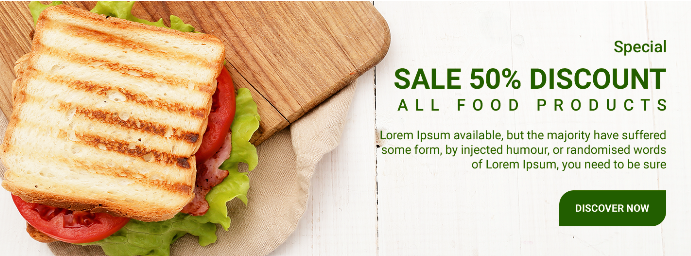 Special
SALE 50% DISCOUNT
ALL FOOD PRODUCTS
Lorem Ipsum available, but the majority have suffered
some form, by injected humour, or randomised words
of Lorem Ipsum, you need to be sure
DISCOVER NOW